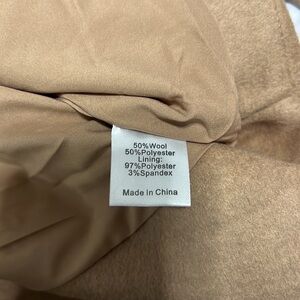 50%Wool
50%Polyester
Lining:
97%Polyester
3%Spandex
Made in China